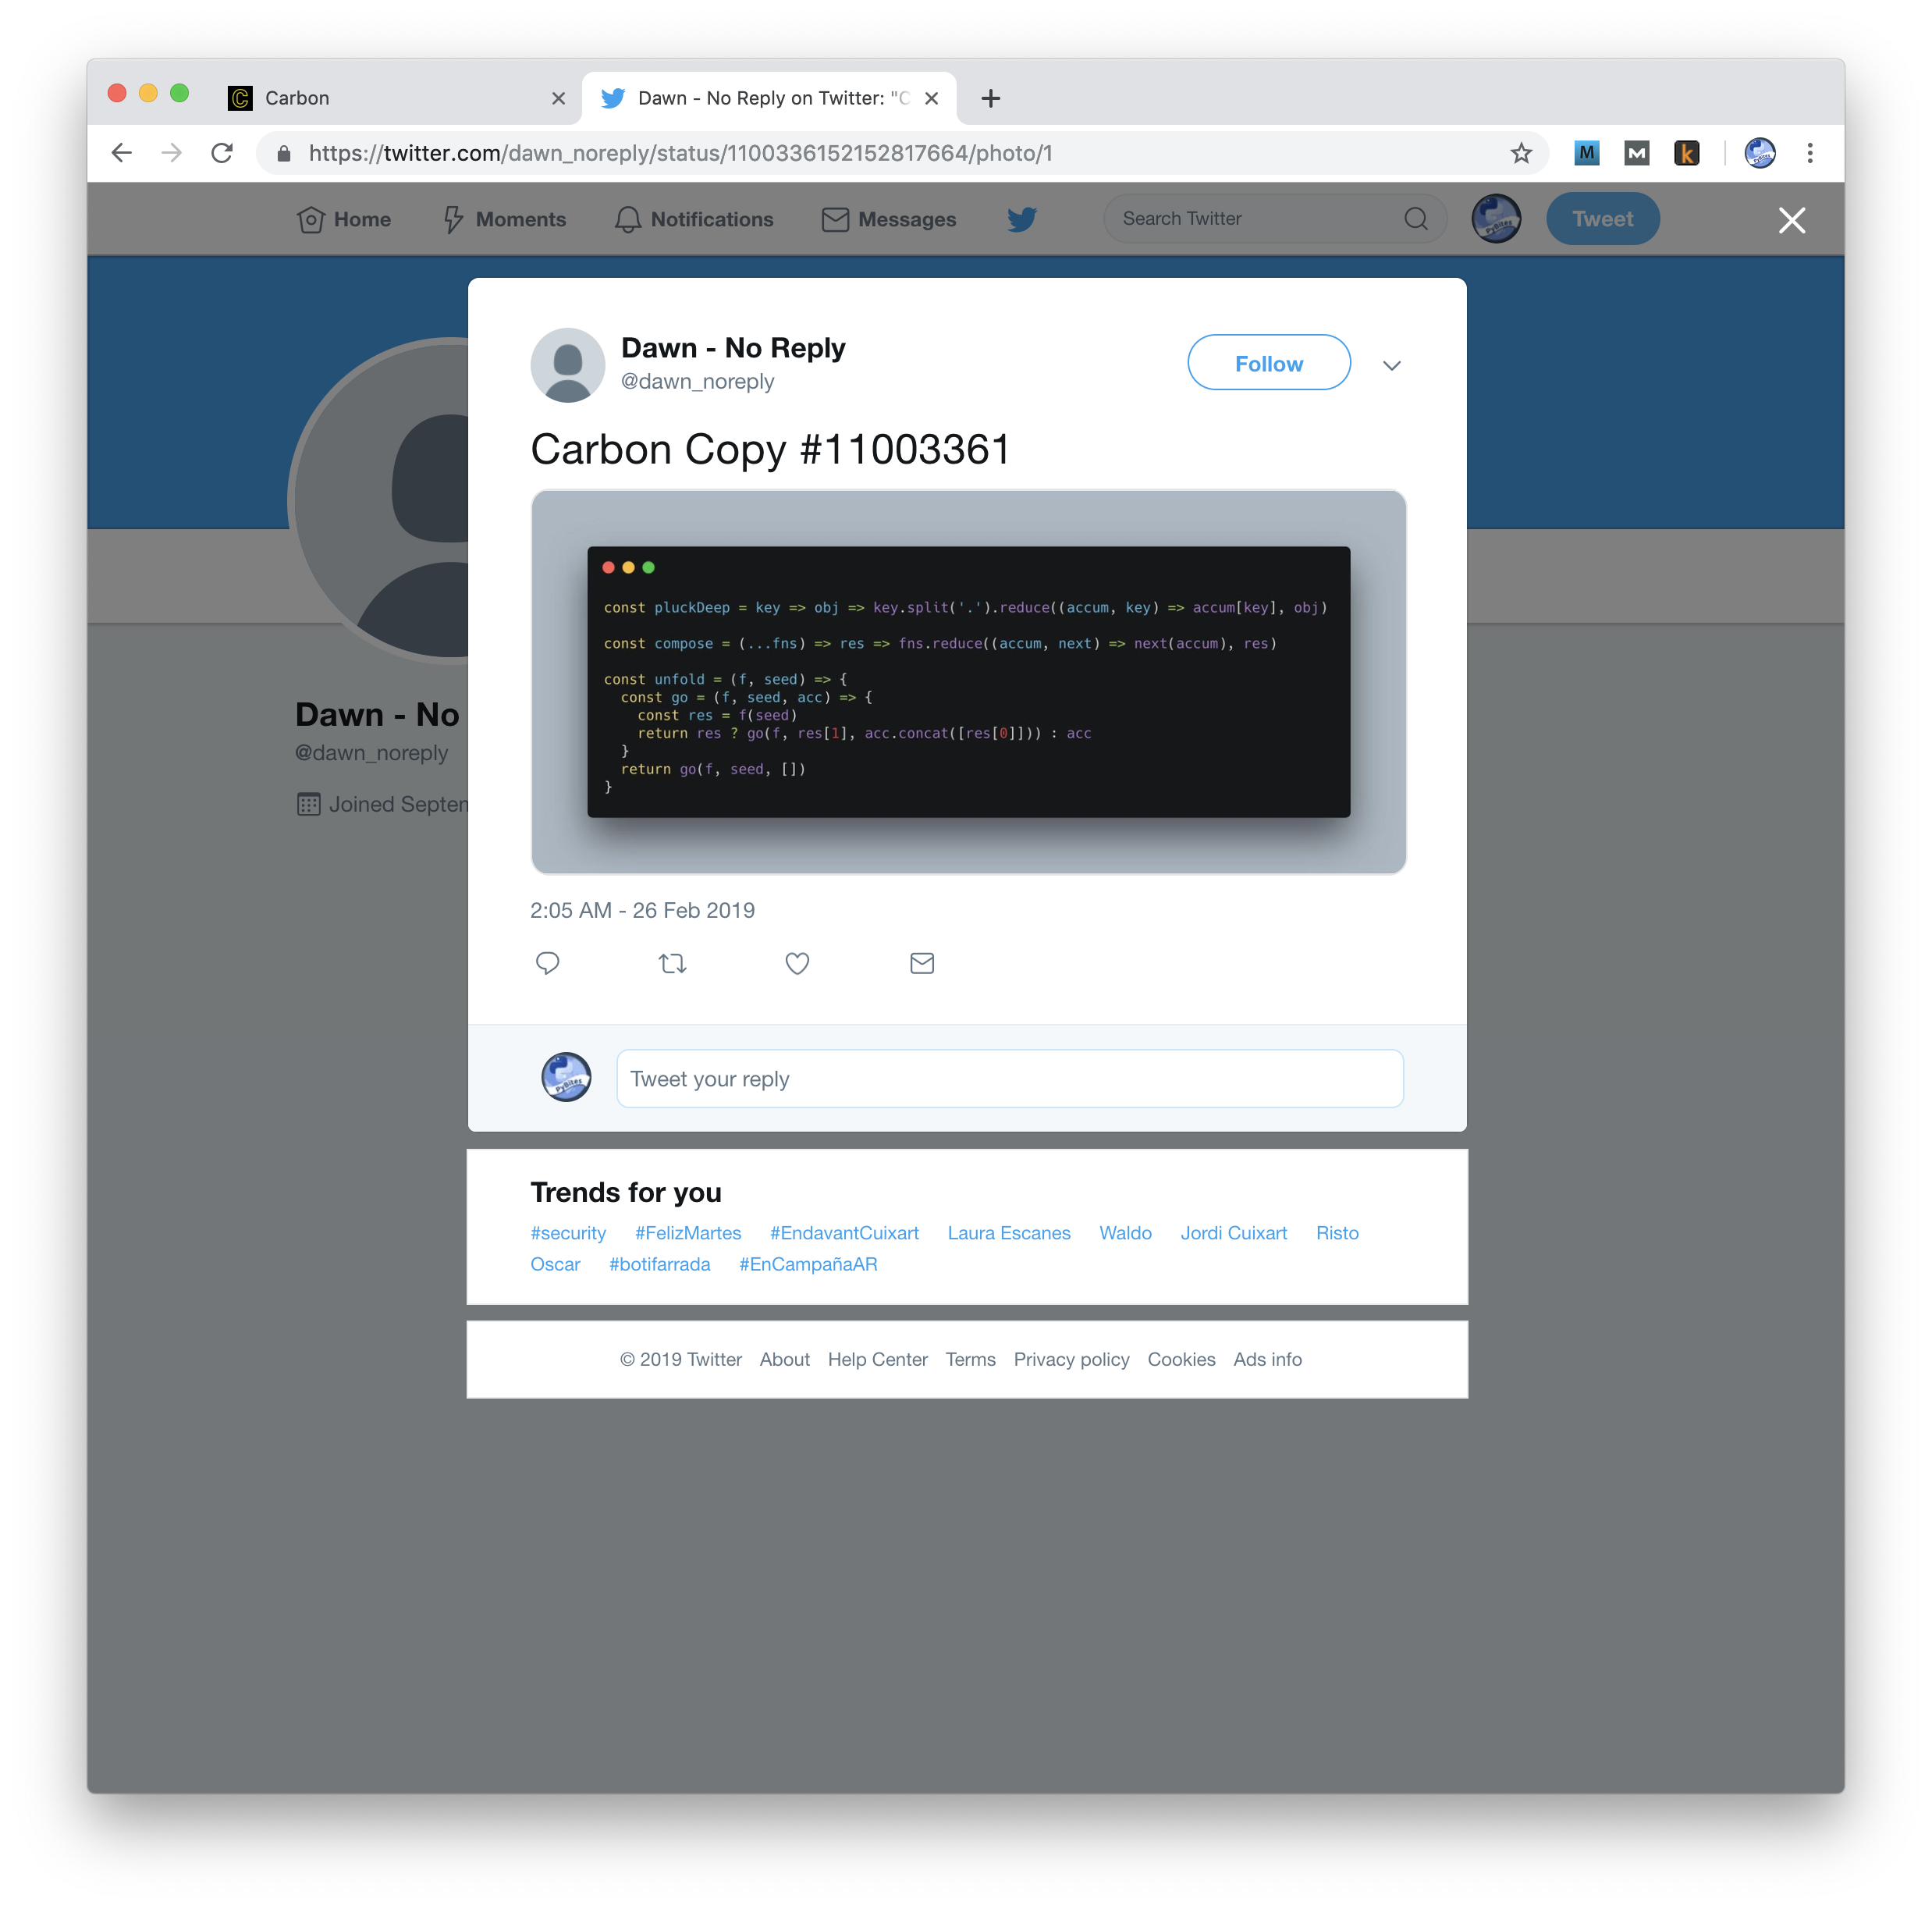 Carbon
Dawn - No Reply on Twitter: "C
https://twitter.com/dawn_noreply/status/1100336152152817664/photo/1
M
M
k
Home
Moments
Notifications
Messages
Search Twitter
Tweet
Dawn - No Reply
@dawn_noreply
Follow
Carbon Copy #11003361
const pluckDeep = key => obj => key.split('.').reduce((accum, key) => accum[key], obj)
const compose = (...fns) => res => fns.reduce((accum, next) => next(accum), res)
const unfold = (f, seed) => {
  const go = (f, seed, acc) => {
    const res = f(seed)
    return res ? go(f, res[1], acc.concat([res[0]])) : acc
  }
  return go(f, seed, [])
}
2:05 AM - 26 Feb 2019
PyBites
Tweet your reply
Dawn - No
@dawn_noreply
Joined Septem
Trends for you
#security #FelizMartes #EndavantCuixart Laura Escanes Waldo Jordi Cuixart Risto
Oscar #botifarrada #EnCampañaAR
© 2019 Twitter About Help Center Terms Privacy policy Cookies Ads info